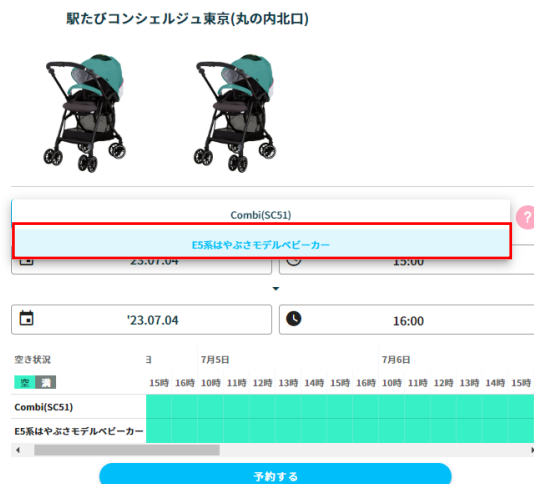 駅たびコンシェルジュ東京(丸の内北口)
Combi(SC51)
?
E5系はやぶさモデルベビーカー
23.07.04
15:00
'23.07.04
16:00
空き状況 日 7月5日 7月6日
空 満 15時 16時 10時 11時 12時 13時 14時 15時 16時 10時 11時 12時 13時 14時 15時
Combi(SC51)
E5系はやぶさモデルベビーカー
予約する